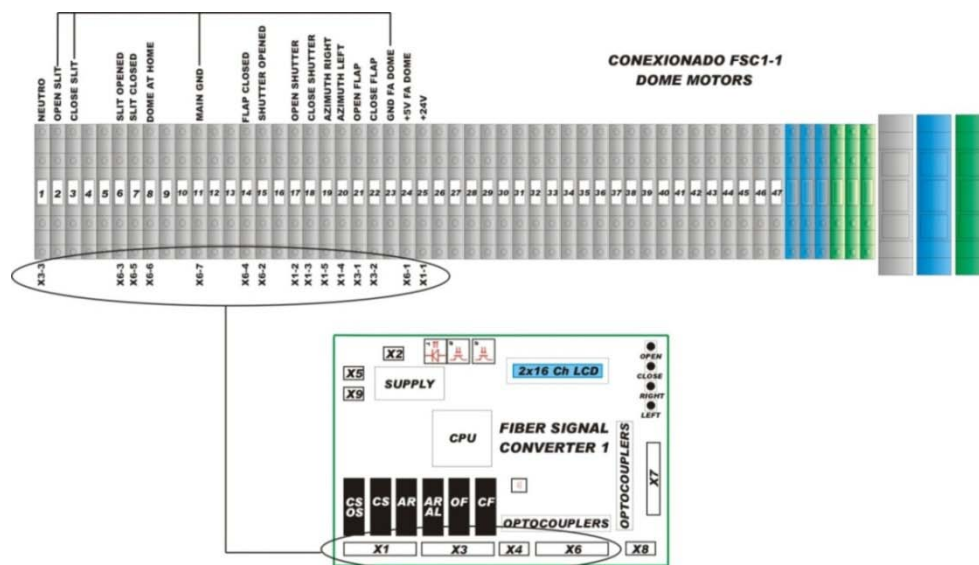 CONEXIONADO FSC1-1
DOME MOTORS
NEUTRO
OPEN SLIT
CLOSE SLIT
SLIT OPENED
SLIT CLOSED
DOME AT HOME
MAIN GND
FLAP CLOSED
SHUTTER OPENED
OPEN SHUTTER
CLOSE SHUTTER
AZIMUTH RIGHT
AZIMUTH LEFT
OPEN FLAP
CLOSE FLAP
GND FA DOME
+5V FA DOME
+24V
1 2 3 4 5 6 7 8 9 10 11 12 13 14 15 16 17 18 19 20 21 22 23 24 25 26 27 28 29 30 31 32 33 34 35 36 37 38 39 40 41 42 43 44 45 46 47
X3-3
X6-3
X6-5
X6-6
X6-7
X6-4
X6-2
X1-2
X1-3
X1-5
X1-4
X3-1
X3-2
X6-1
X1-1
X2
X5
X9
SUPPLY
2x16 Ch LCD
OPEN
CLOSE
RIGHT
LEFT
CPU
FIBER SIGNAL
CONVERTER 1
OPTOCOUPLERS
X7
CS
OS
CS
AR
AR
AL
OF
CF
OPTOCOUPLERS
X1
X3
X4
X6
X8